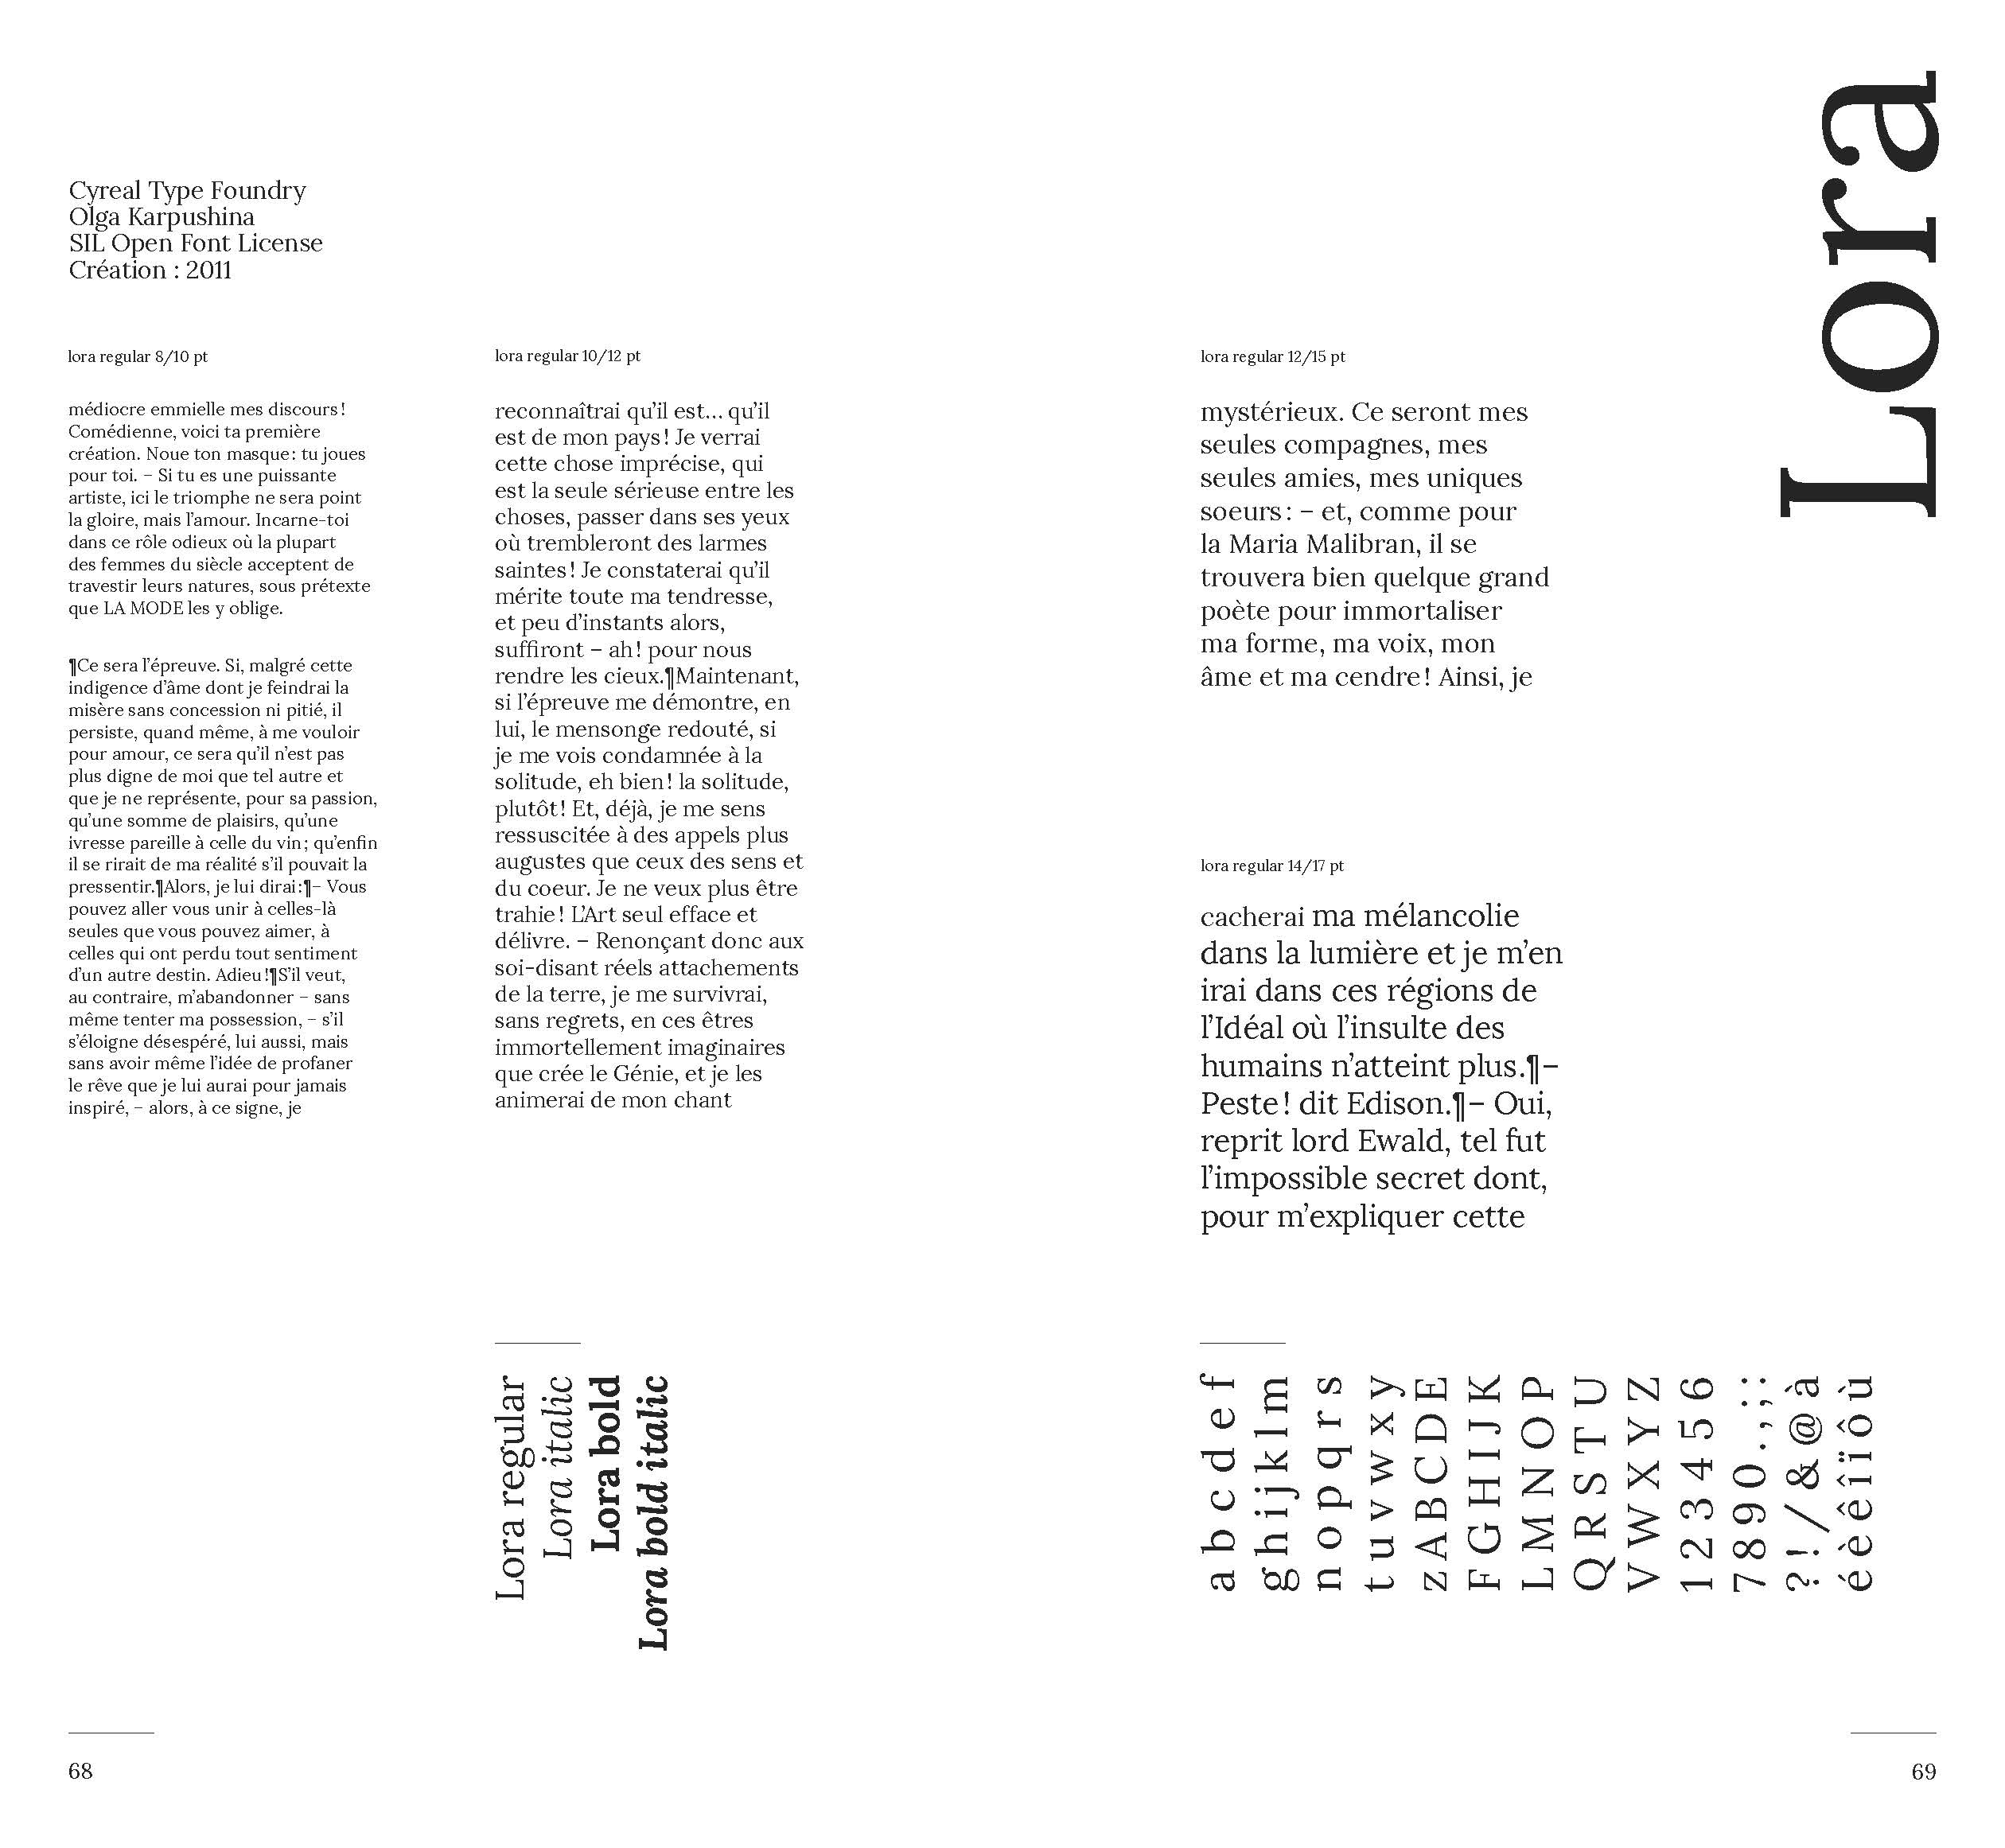 Cyreal Type Foundry
Olga Karpushina
SIL Open Font License
Création : 2011
lora regular 8/10 pt
médiocre emmielle mes discours !
Comédienne, voici ta première
création. Noue ton masque : tu joues
pour toi. – Si tu es une puissante
artiste, ici le triomphe ne sera point
la gloire, mais l’amour. Incarne-toi
dans ce rôle odieux où la plupart
des femmes du siècle acceptent de
travestir leurs natures, sous prétexte
que LA MODE les y oblige.
¶Ce sera l’épreuve. Si, malgré cette
indigence d’âme dont je feindrai la
misère sans concession ni pitié, il
persiste, quand même, à me vouloir
pour amour, ce sera qu’il n’est pas
plus digne de moi que tel autre et
que je ne représente, pour sa passion,
qu’une somme de plaisirs, qu’une
ivresse pareille à celle du vin ; qu’enfin
il se rirait de ma réalité s’il pouvait la
pressentir.¶Alors, je lui dirai :¶– Vous
pouvez aller vous unir à celles-là
seules que vous pouvez aimer, à
celles qui ont perdu tout sentiment
d’un autre destin. Adieu !¶S’il veut,
au contraire, m’abandonner – sans
même tenter ma possession, – s’il
s’éloigne désespéré, lui aussi, mais
sans avoir même l’idée de profaner
le rêve que je lui aurai pour jamais
inspiré, – alors, à ce signe, je
lora regular 10/12 pt
reconnaîtrai qu’il est… qu’il
est de mon pays ! Je verrai
cette chose imprécise, qui
est la seule sérieuse entre les
choses, passer dans ses yeux
où trembleront des larmes
saintes ! Je constaterai qu’il
mérite toute ma tendresse,
et peu d’instants alors,
suffiront – ah ! pour nous
rendre les cieux.¶Maintenant,
si l’épreuve me démontre, en
lui, le mensonge redouté, si
je me vois condamnée à la
solitude, eh bien ! la solitude,
plutôt ! Et, déjà, je me sens
ressuscitée à des appels plus
augustes que ceux des sens et
du coeur. Je ne veux plus être
trahie ! L’Art seul efface et
délivre. – Renonçant donc aux
soi-disant réels attachements
de la terre, je me survivrai,
sans regrets, en ces êtres
immortellement imaginaires
que crée le Génie, et je les
animerai de mon chant
Lora regular
Lora italic
Lora bold
Lora bold italic
68
Lora
lora regular 12/15 pt
mystérieux. Ce seront mes
seules compagnes, mes
seules amies, mes uniques
soeurs : – et, comme pour
la Maria Malibran, il se
trouvera bien quelque grand
poète pour immortaliser
ma forme, ma voix, mon
âme et ma cendre ! Ainsi, je
lora regular 14/17 pt
cacherai ma mélancolie
dans la lumière et je m’en
irai dans ces régions de
l’Idéal où l’insulte des
humains n’atteint plus.¶–
Peste ! dit Edison.¶– Oui,
reprit lord Ewald, tel fut
l’impossible secret dont,
pour m’expliquer cette
a b c d e f
g h i j k l m
n o p q r s
t u v w x y
z A B C D E
F G H I J K
L M N O P
Q R S T U
V W X Y Z
1 2 3 4 5 6
7 8 9 0 . , ; :
? ! / & @ à
é è ê î ï ô ù
69